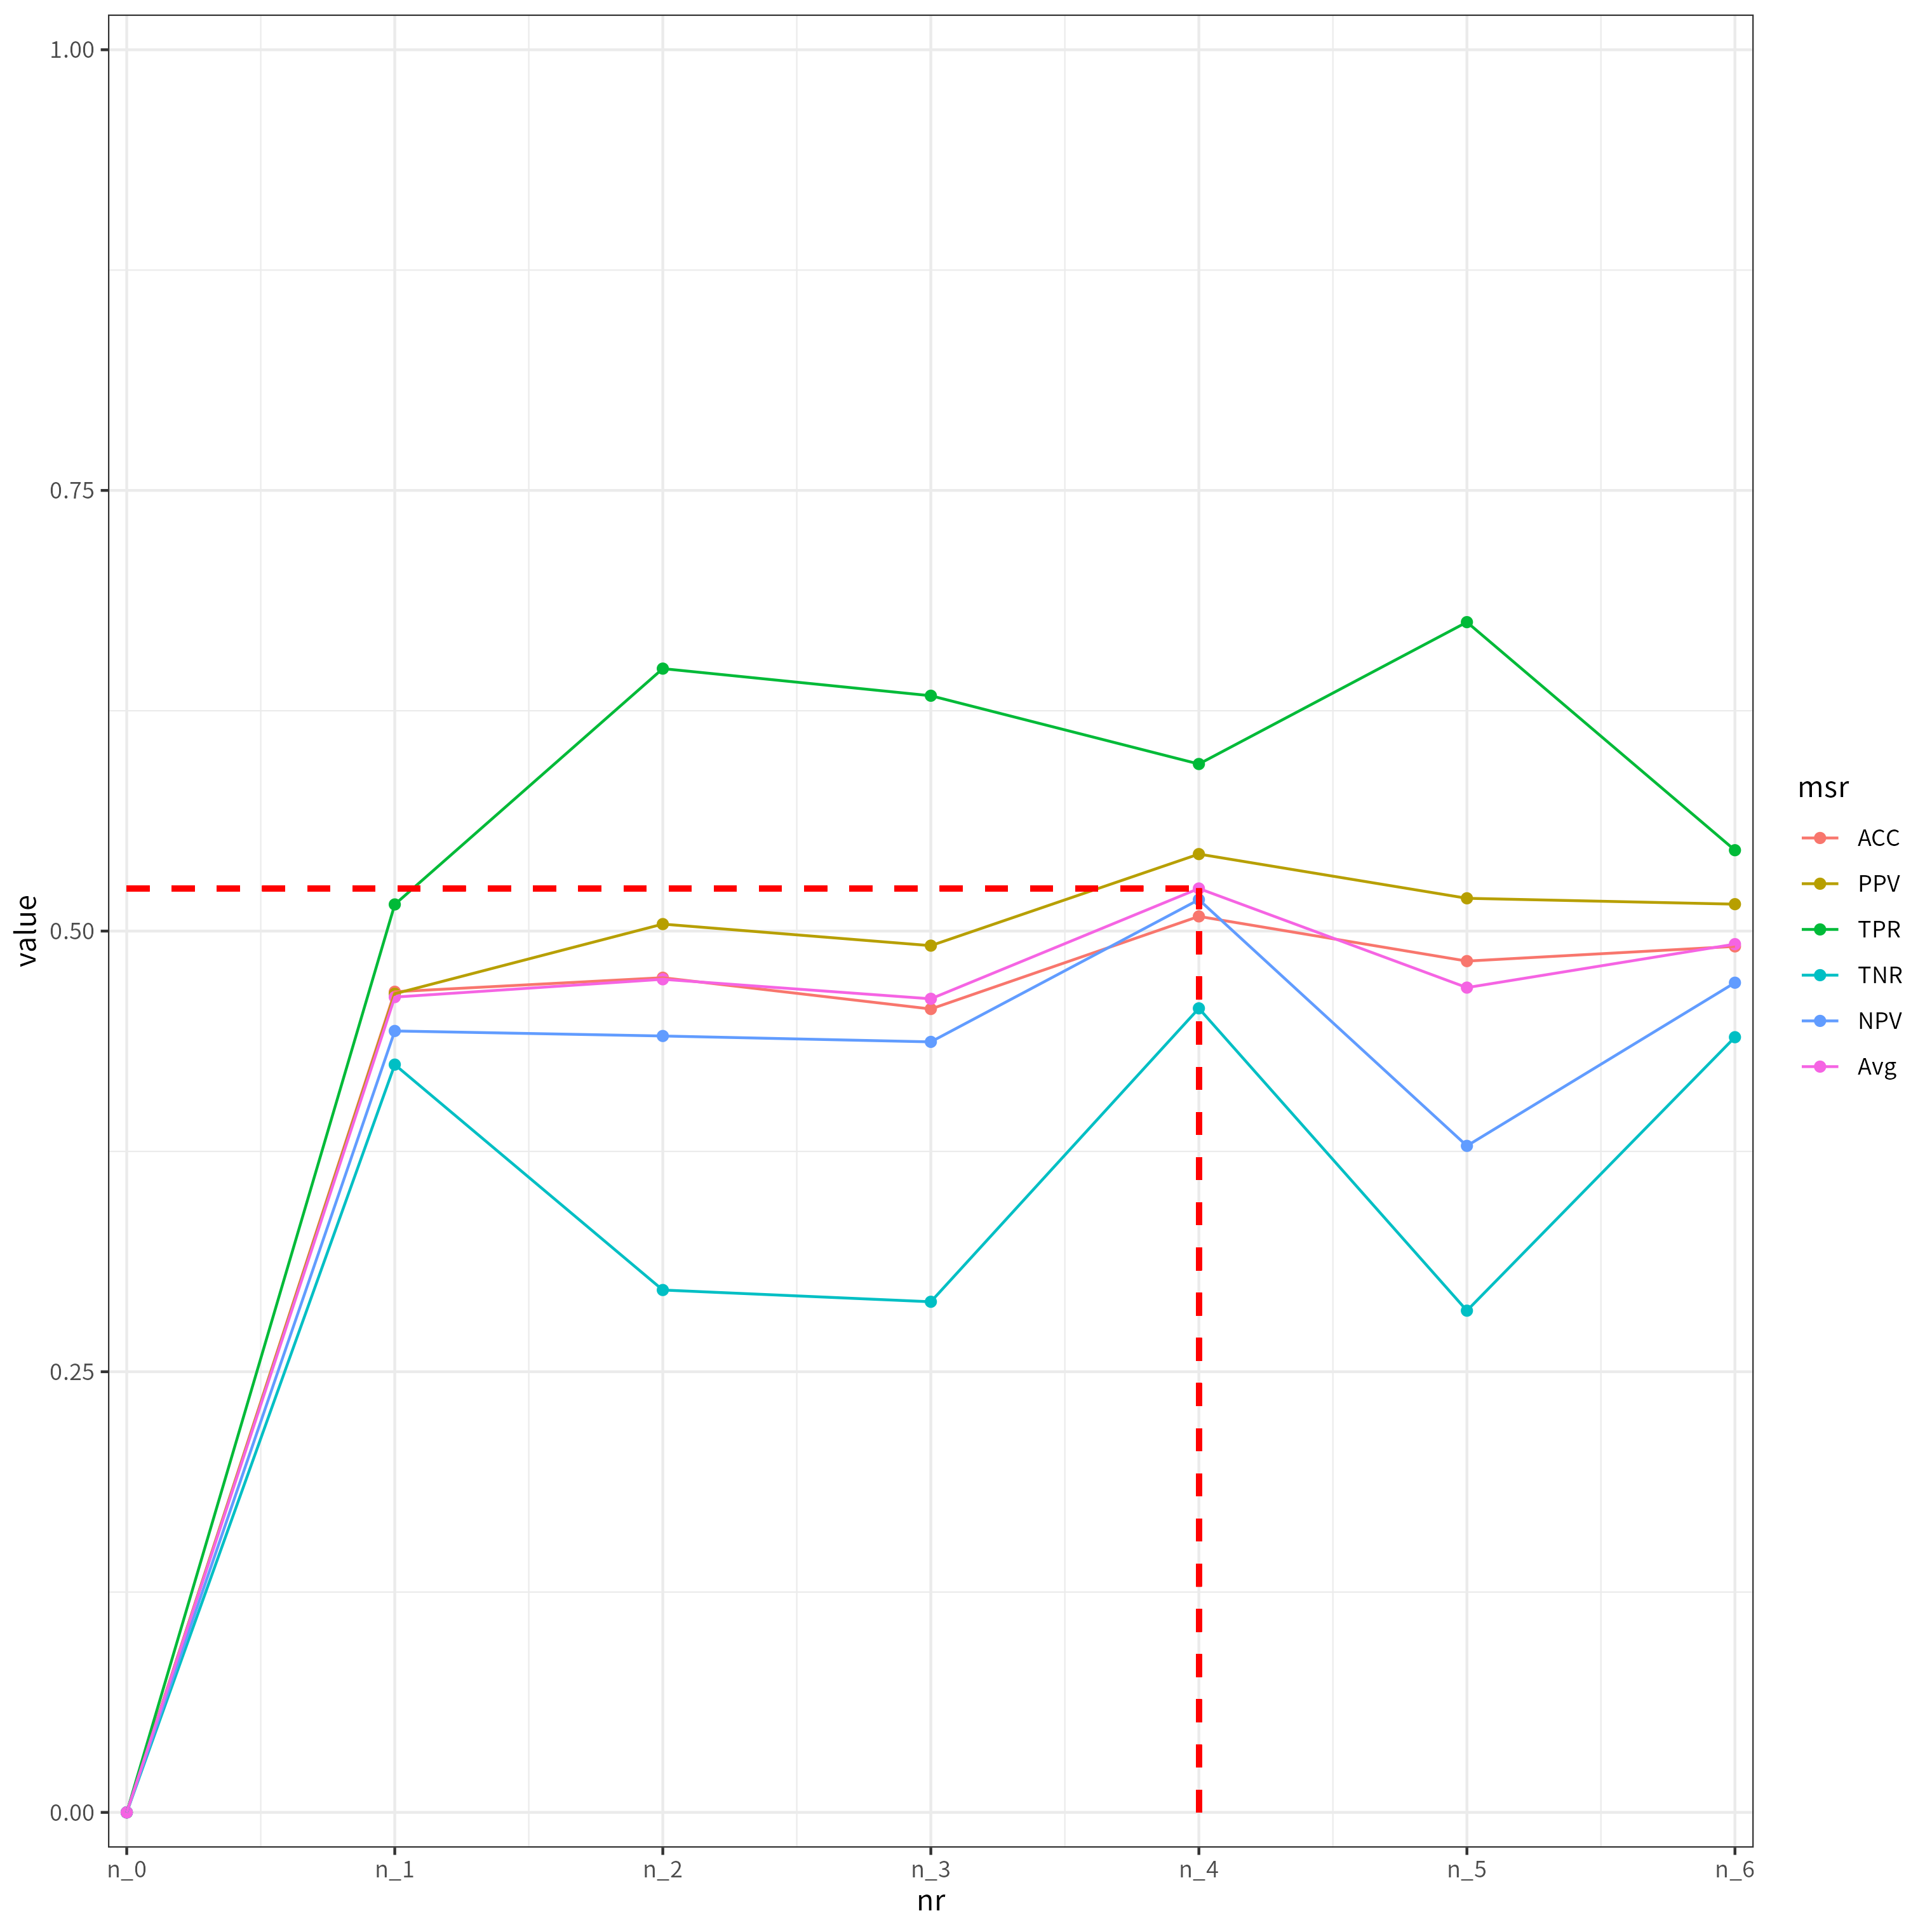 1.00
0.75
0.50
0.25
0.00
value
n_0
n_1
n_2
n_3
n_4
n_5
n_6
nr
msr
ACC
PPV
TPR
TNR
NPV
Avg